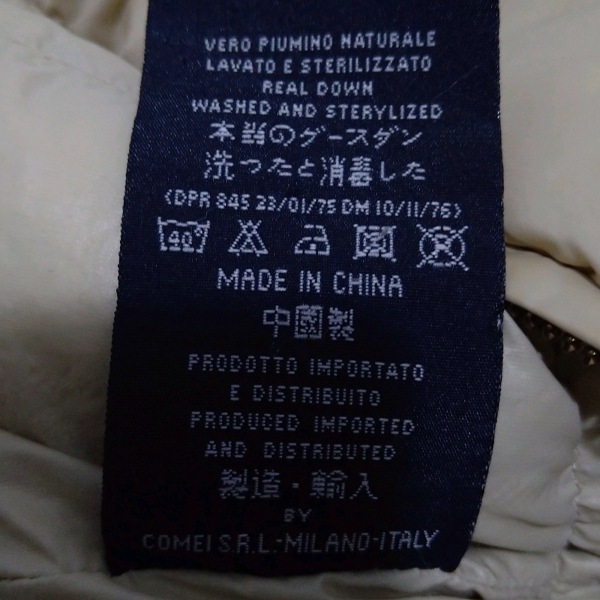 VERO PIUMINO NATURALE
LAVATO E STERILIZZATO
REAL DOWN
WASHED AND STERYLIZED
本当のグースダン
洗ったと消毒した
(DPR 845 23/01/75 DM 10/11/76)
40°
MADE IN CHINA
中國製
PRODOTTO IMPORTATO
E DISTRIBUITO
PRODUCED IMPORTED
AND DISTRIBUTED
製造・輸入
BY
COMEI S.R.L.-MILANO-ITALY